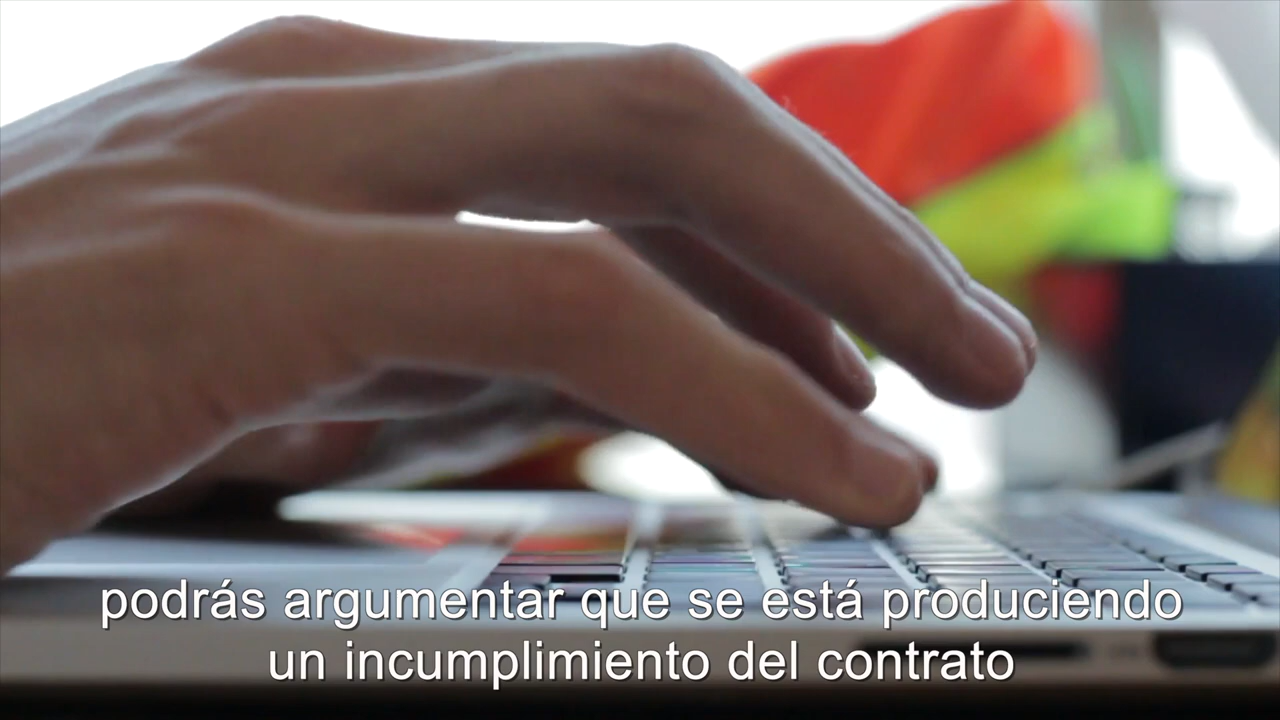 podrás argumentar que se está produciendo
un incumplimiento del contrato